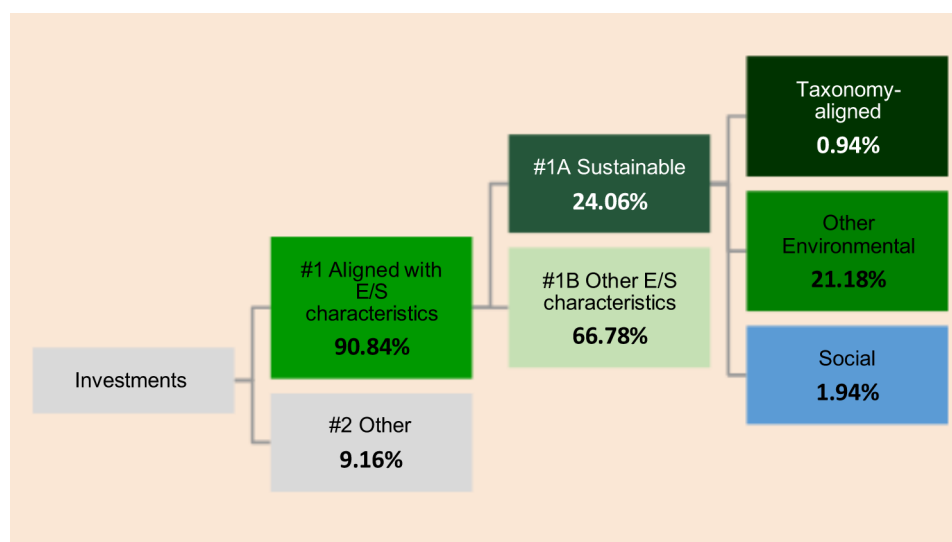 Investments
#1 Aligned with
E/S
characteristics
90.84%
#2 Other
9.16%
#1A Sustainable
24.06%
#1B Other E/S
characteristics
66.78%
Taxonomy-
aligned
0.94%
Other
Environmental
21.18%
Social
1.94%